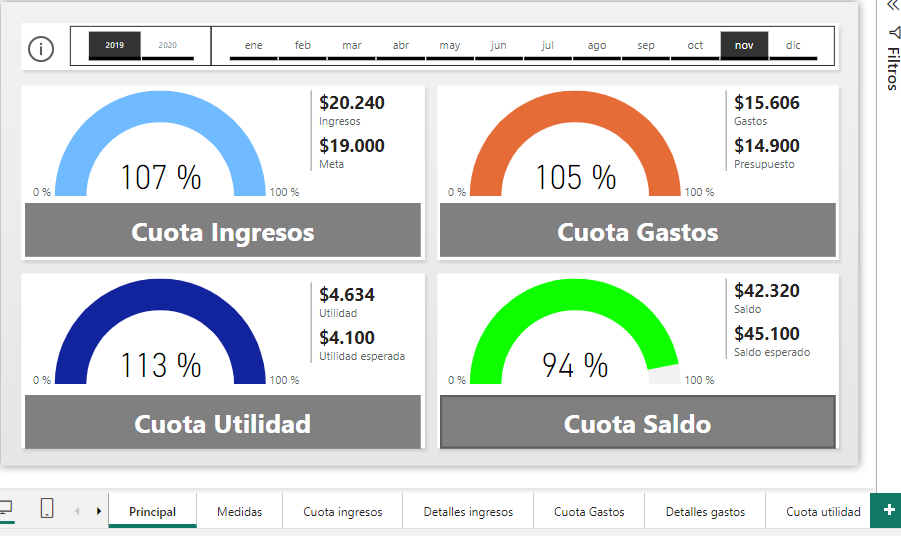 2019 2020 ene feb mar abr may jun jul ago sep oct nov dic
$20.240
Ingresos
$19.000
Meta
107 %
0 % 100 %
Cuota Ingresos
$15.606
Gastos
$14.900
Presupuesto
105 %
0 % 100 %
Cuota Gastos
$4.634
Utilidad
$4.100
Utilidad esperada
113 %
0 % 100 %
Cuota Utilidad
$42.320
Saldo
$45.100
Saldo esperado
94 %
0 % 100 %
Cuota Saldo
Filtros
Principal Medidas Cuota ingresos Detalles ingresos Cuota Gastos Detalles gastos Cuota utilidad